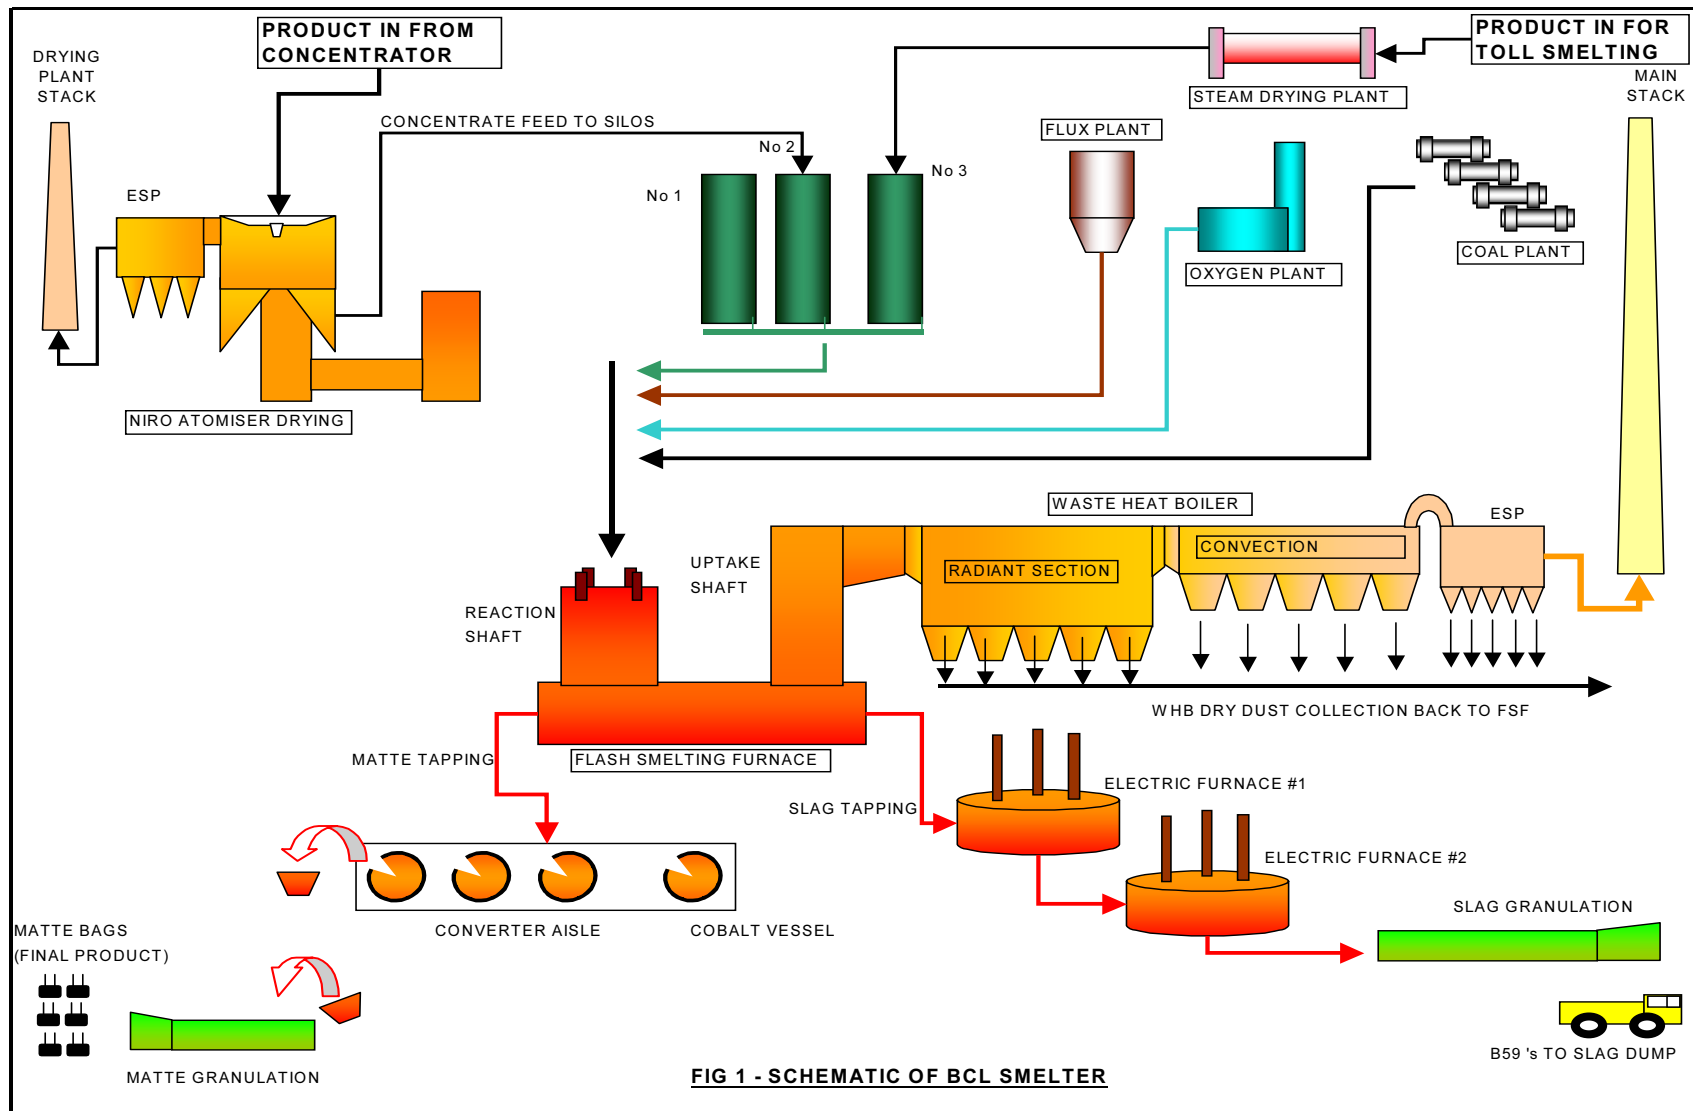 PRODUCT IN FROM
CONCENTRATOR
PRODUCT IN FOR
TOLL SMELTING
DRYING
PLANT
STACK
MAIN
STACK
STEAM DRYING PLANT
CONCENTRATE FEED TO SILOS
FLUX PLANT
No 2
No 3
No 1
ESP
OXYGEN PLANT
COAL PLANT
NIRO ATOMISER DRYING
WASTE HEAT BOILER
ESP
CONVECTION
UPTAKE
SHAFT
RADIANT SECTION
REACTION
SHAFT
WHB DRY DUST COLLECTION BACK TO FSF
MATTE TAPPING
FLASH SMELTING FURNACE
ELECTRIC FURNACE #1
SLAG TAPPING
ELECTRIC FURNACE #2
SLAG GRANULATION
MATTE BAGS
(FINAL PRODUCT)
CONVERTER AISLE
COBALT VESSEL
B59 's TO SLAG DUMP
MATTE GRANULATION
FIG 1 - SCHEMATIC OF BCL SMELTER